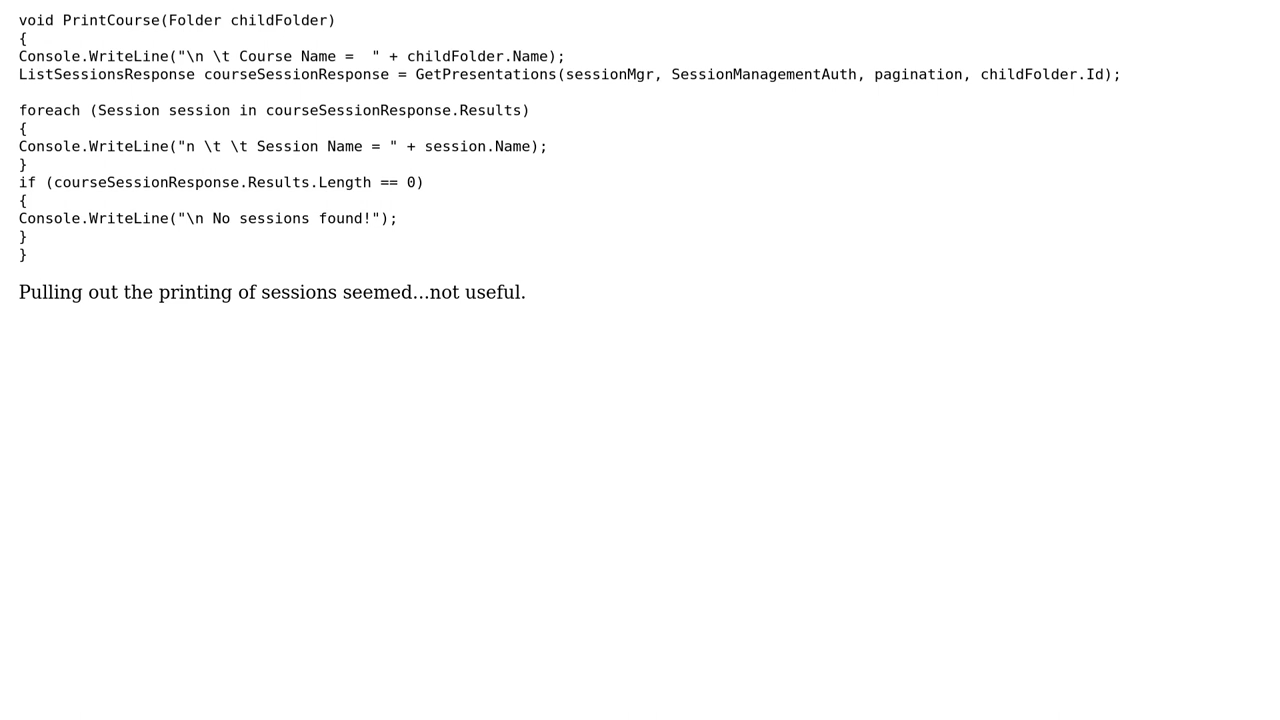 void PrintCourse(Folder childFolder)
{
Console.WriteLine("\n \t Course Name =  " + childFolder.Name);
ListSessionsResponse courseSessionResponse = GetPresentations(sessionMgr, SessionManagementAuth, pagination, childFolder.Id);

foreach (Session session in courseSessionResponse.Results)
{
Console.WriteLine("n \t \t Session Name = " + session.Name);
}
if (courseSessionResponse.Results.Length == 0)
{
Console.WriteLine("\n No sessions found!");
}
}

Pulling out the printing of sessions seemed...not useful.